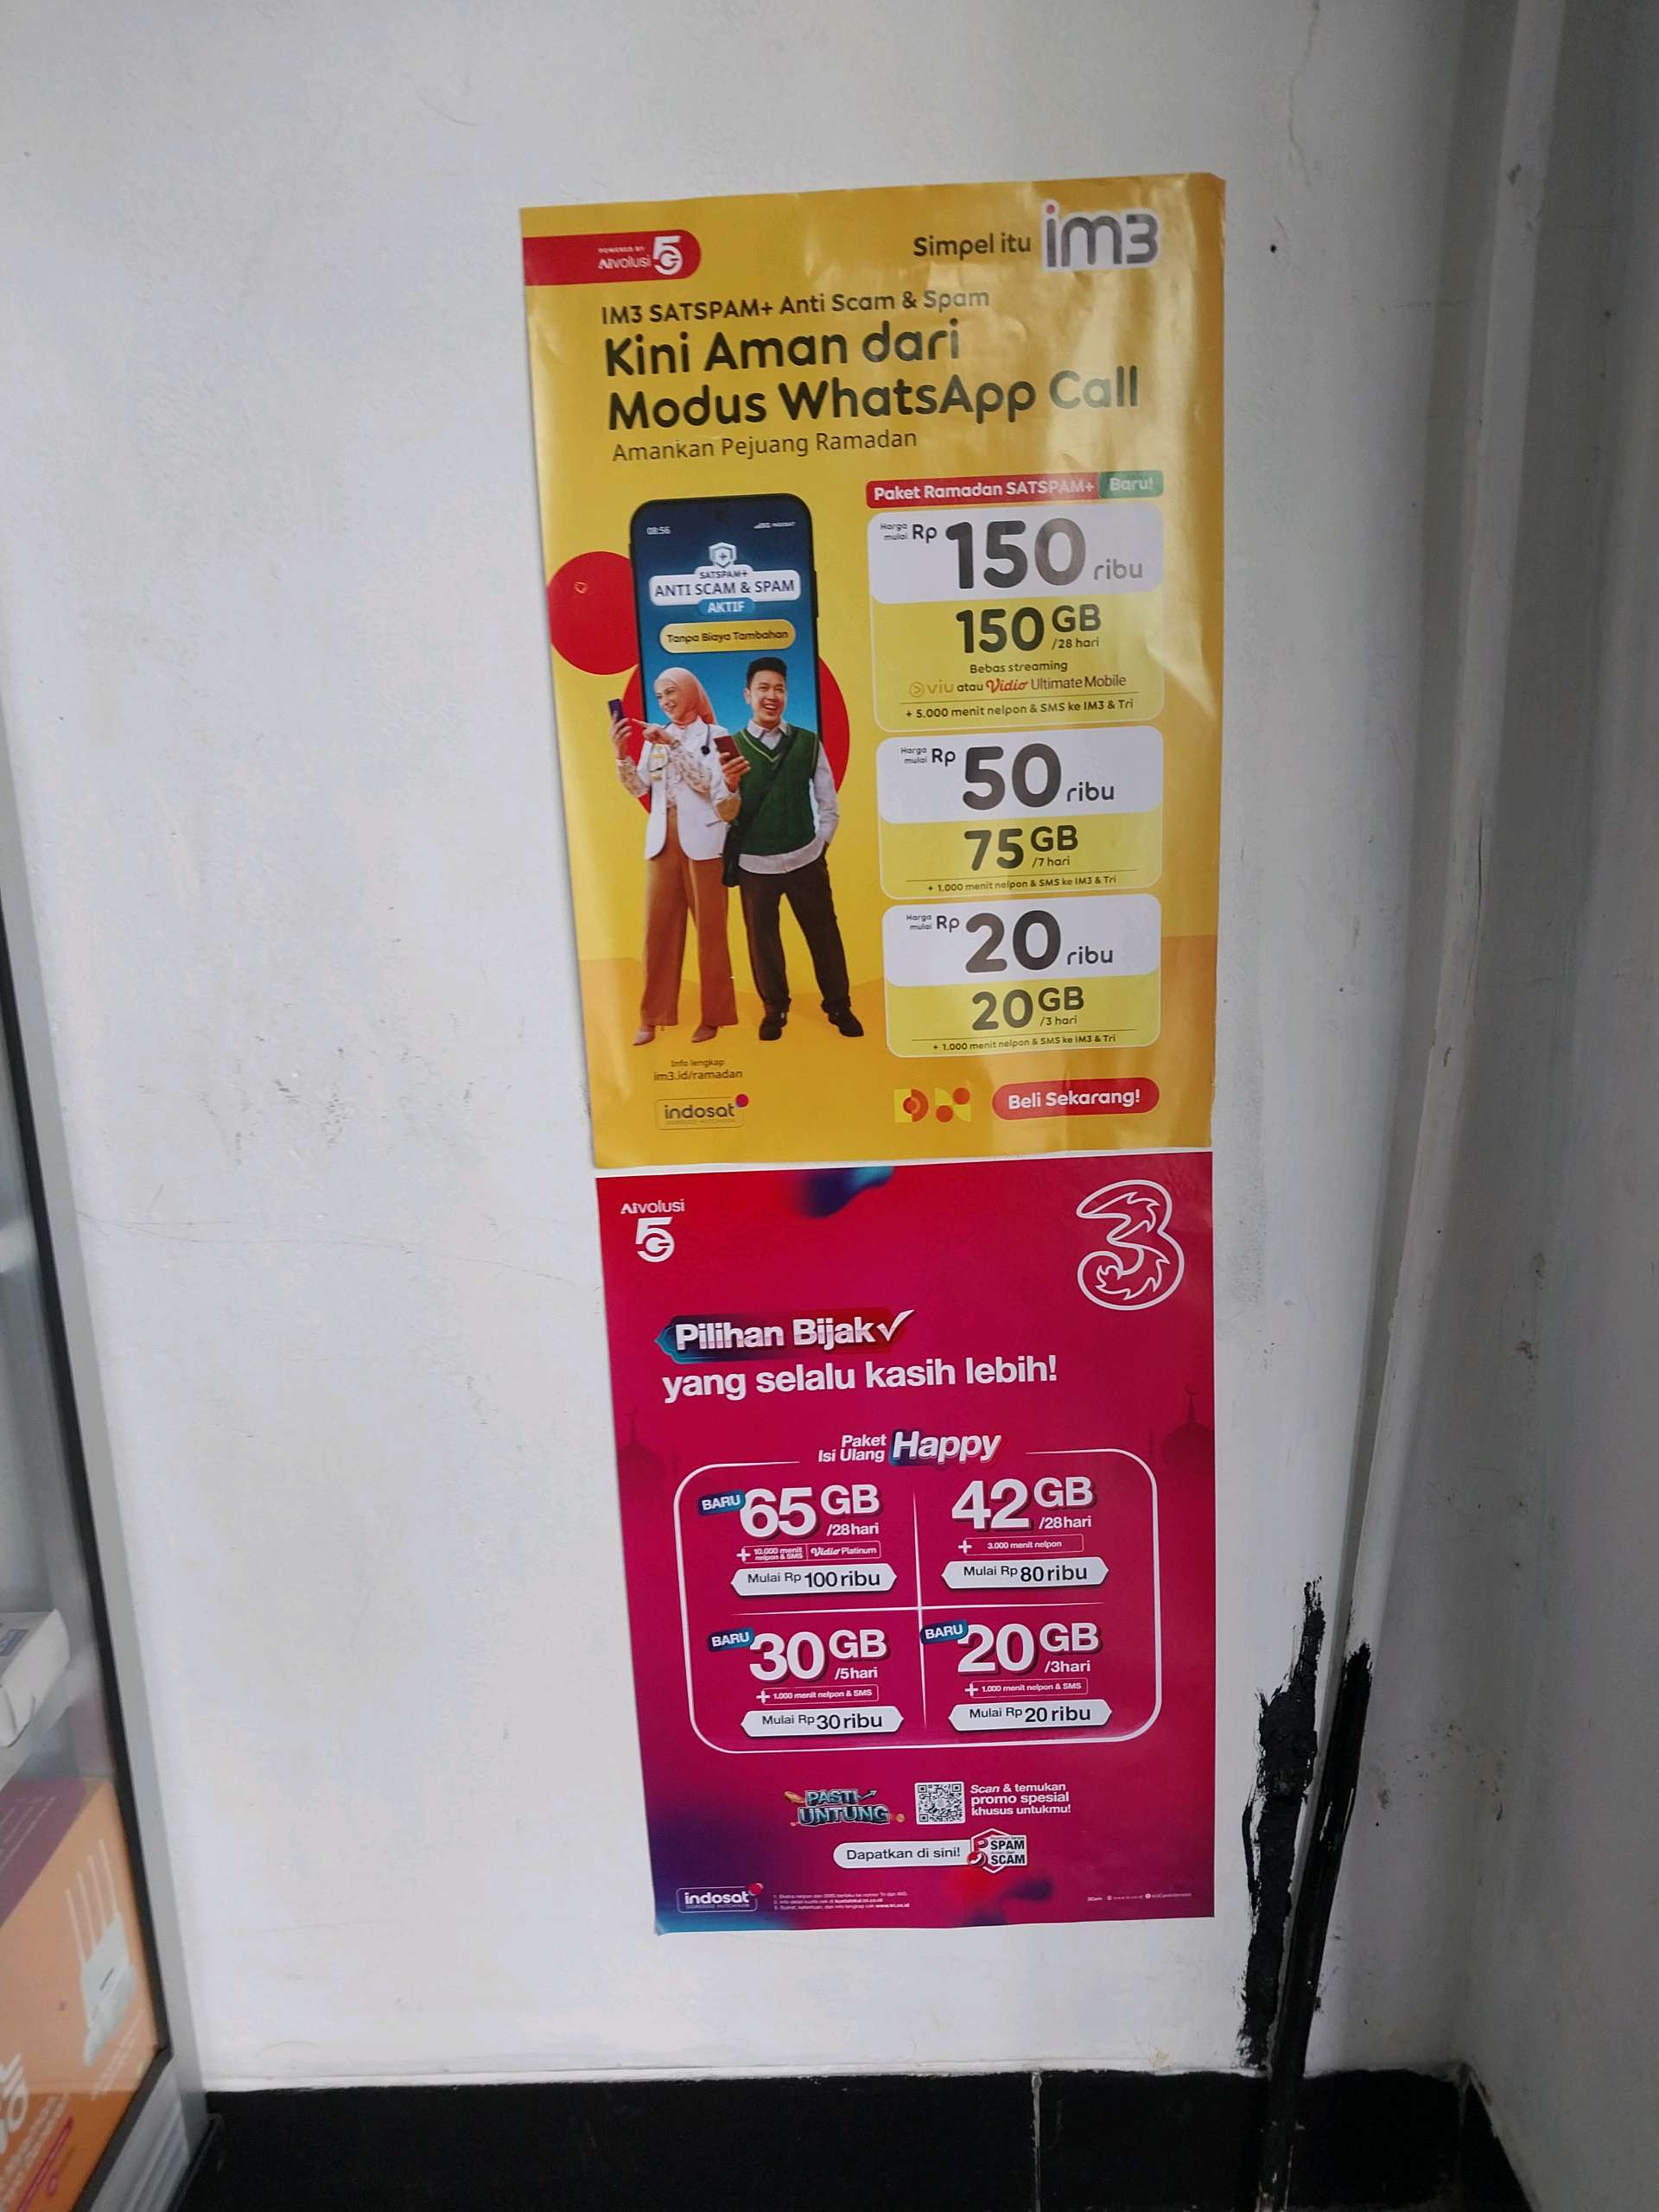 POWERED BY
AIvolusi 5G
Simpel itu im3
IM3 SATSPAM+ Anti Scam & Spam
Kini Aman dari
Modus WhatsApp Call
Amankan Pejuang Ramadan
Paket Ramadan SATSPAM+ Baru!
Harga mulai Rp 150 ribu
150 GB /28 hari
Bebas streaming
viu atau Vidio Ultimate Mobile
+ 5.000 menit nelpon & SMS ke IM3 & Tri
Harga mulai Rp 50 ribu
75 GB /7 hari
+ 1.000 menit nelpon & SMS ke IM3 & Tri
Harga mulai Rp 20 ribu
20 GB /3 hari
+ 1.000 menit nelpon & SMS ke IM3 & Tri
08:56
SATSPAM+
ANTI SCAM & SPAM
AKTIF
Tanpa Biaya Tambahan
Info lengkap
im3.id/ramadan
indosat
OOREDOO HUTCHISON
Beli Sekarang!
AIvolusi
5G
3
Pilihan Bijak
yang selalu kasih lebih!
Paket
Isi Ulang Happy
BARU 65 GB /28hari
+ 10.000 menit nelpon & SMS Vidio Platinum
Mulai Rp 100 ribu
42 GB /28hari
+ 3.000 menit nelpon
Mulai Rp 80 ribu
BARU 30 GB /5hari
+ 1.000 menit nelpon & SMS
Mulai Rp 30 ribu
BARU 20 GB /3hari
+ 1.000 menit nelpon & SMS
Mulai Rp 20 ribu
PASTI
UNTUNG
Scan & temukan
promo spesial
khusus untukmu!
Dapatkan di sini!
SPAM
SCAM
indosat
OOREDOO HUTCHISON